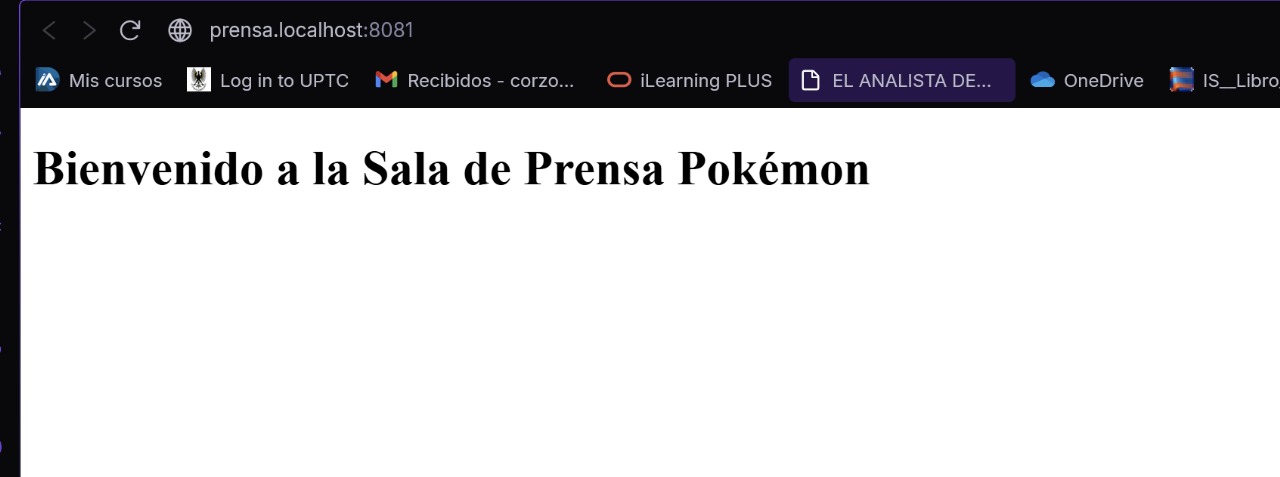 prensa.localhost:8081
Mis cursos Log in to UPTC Recibidos - corzo... iLearning PLUS EL ANALISTA DE... OneDrive IS__Libro
Bienvenido a la Sala de Prensa Pokémon